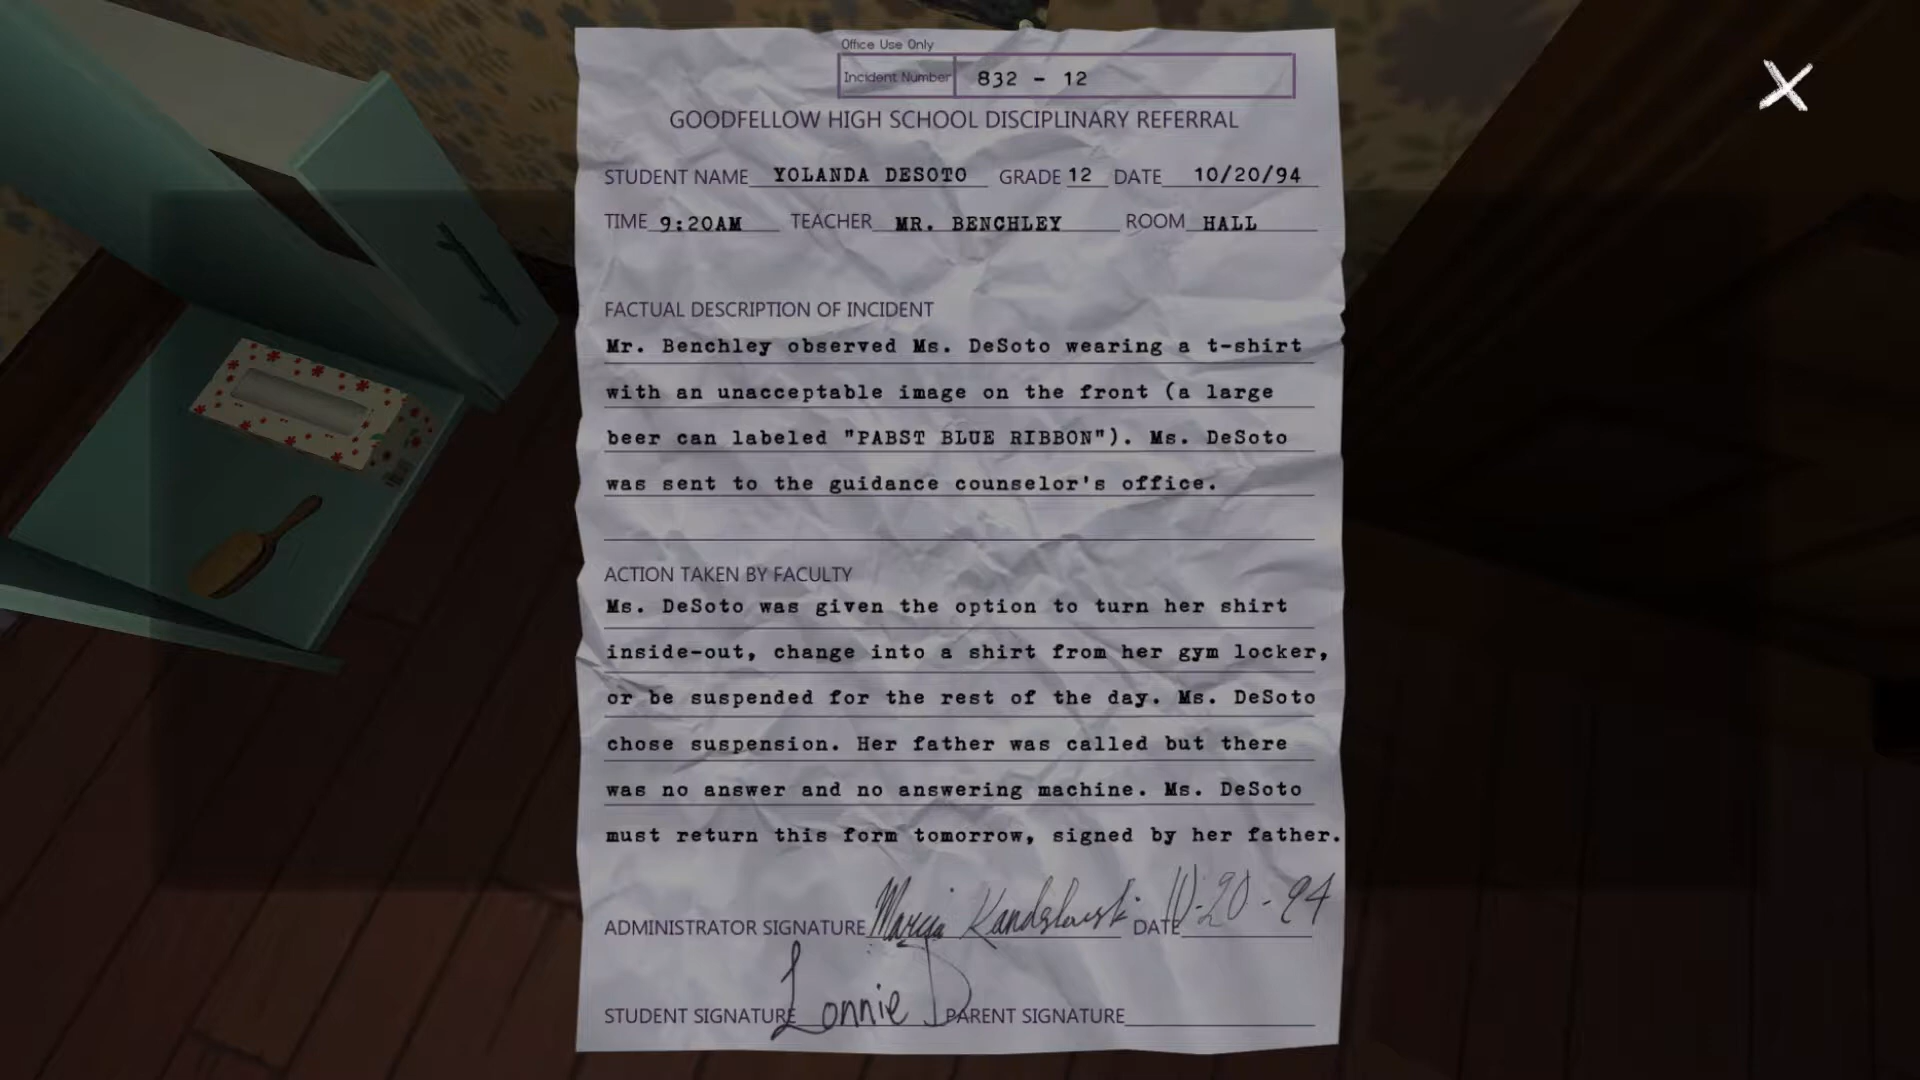 Office Use Only
Incident Number 832 - 12
GOODFELLOW HIGH SCHOOL DISCIPLINARY REFERRAL
STUDENT NAME YOLANDA DESOTO GRADE 12 DATE 10/20/94
TIME 9:20AM TEACHER MR. BENCHLEY ROOM HALL
FACTUAL DESCRIPTION OF INCIDENT
Mr. Benchley observed Ms. DeSoto wearing a t-shirt
with an unacceptable image on the front (a large
beer can labeled "PABST BLUE RIBBON"). Ms. DeSoto
was sent to the guidance counselor's office.
ACTION TAKEN BY FACULTY
Ms. DeSoto was given the option to turn her shirt
inside-out, change into a shirt from her gym locker,
or be suspended for the rest of the day. Ms. DeSoto
chose suspension. Her father was called but there
was no answer and no answering machine. Ms. DeSoto
must return this form tomorrow, signed by her father.
ADMINISTRATOR SIGNATURE DATE 10-20-94
STUDENT SIGNATURE Lonnie D PARENT SIGNATURE